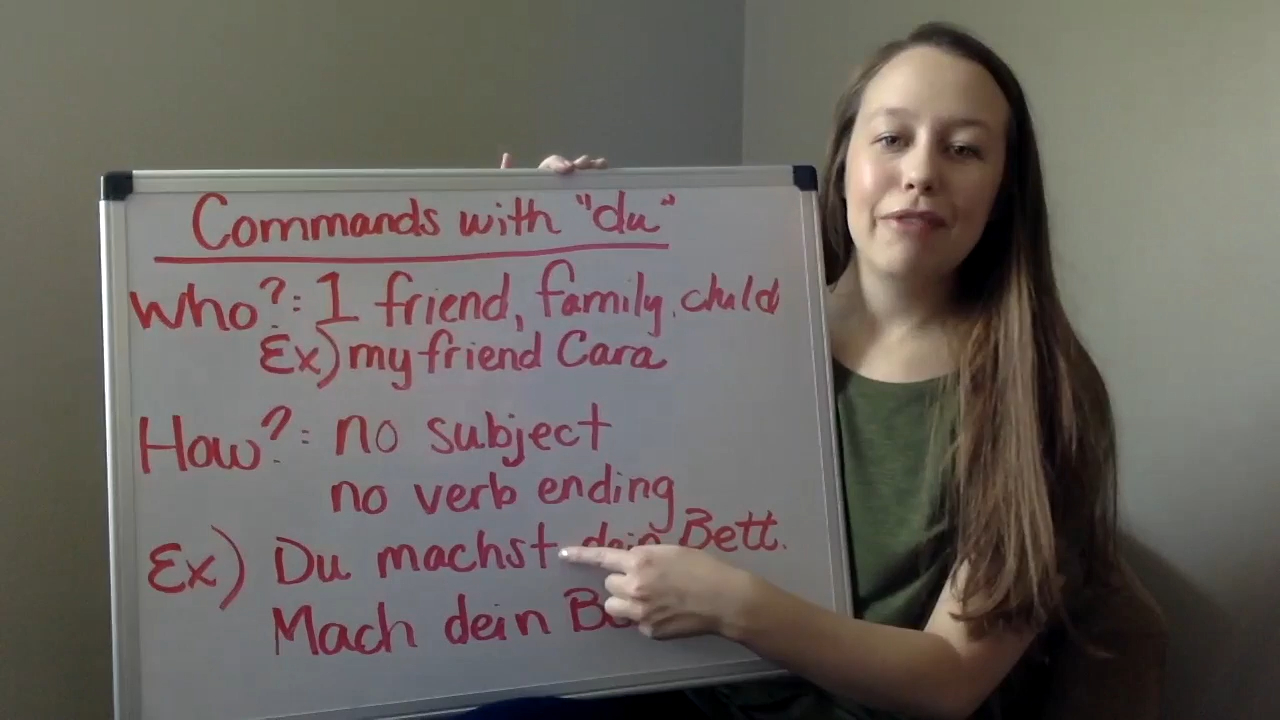 Commands with "du"
Who?: 1 friend, family, child
Ex) my friend Cara
How?: no subject
no verb ending
Ex) Du machst dein Bett.
Mach dein